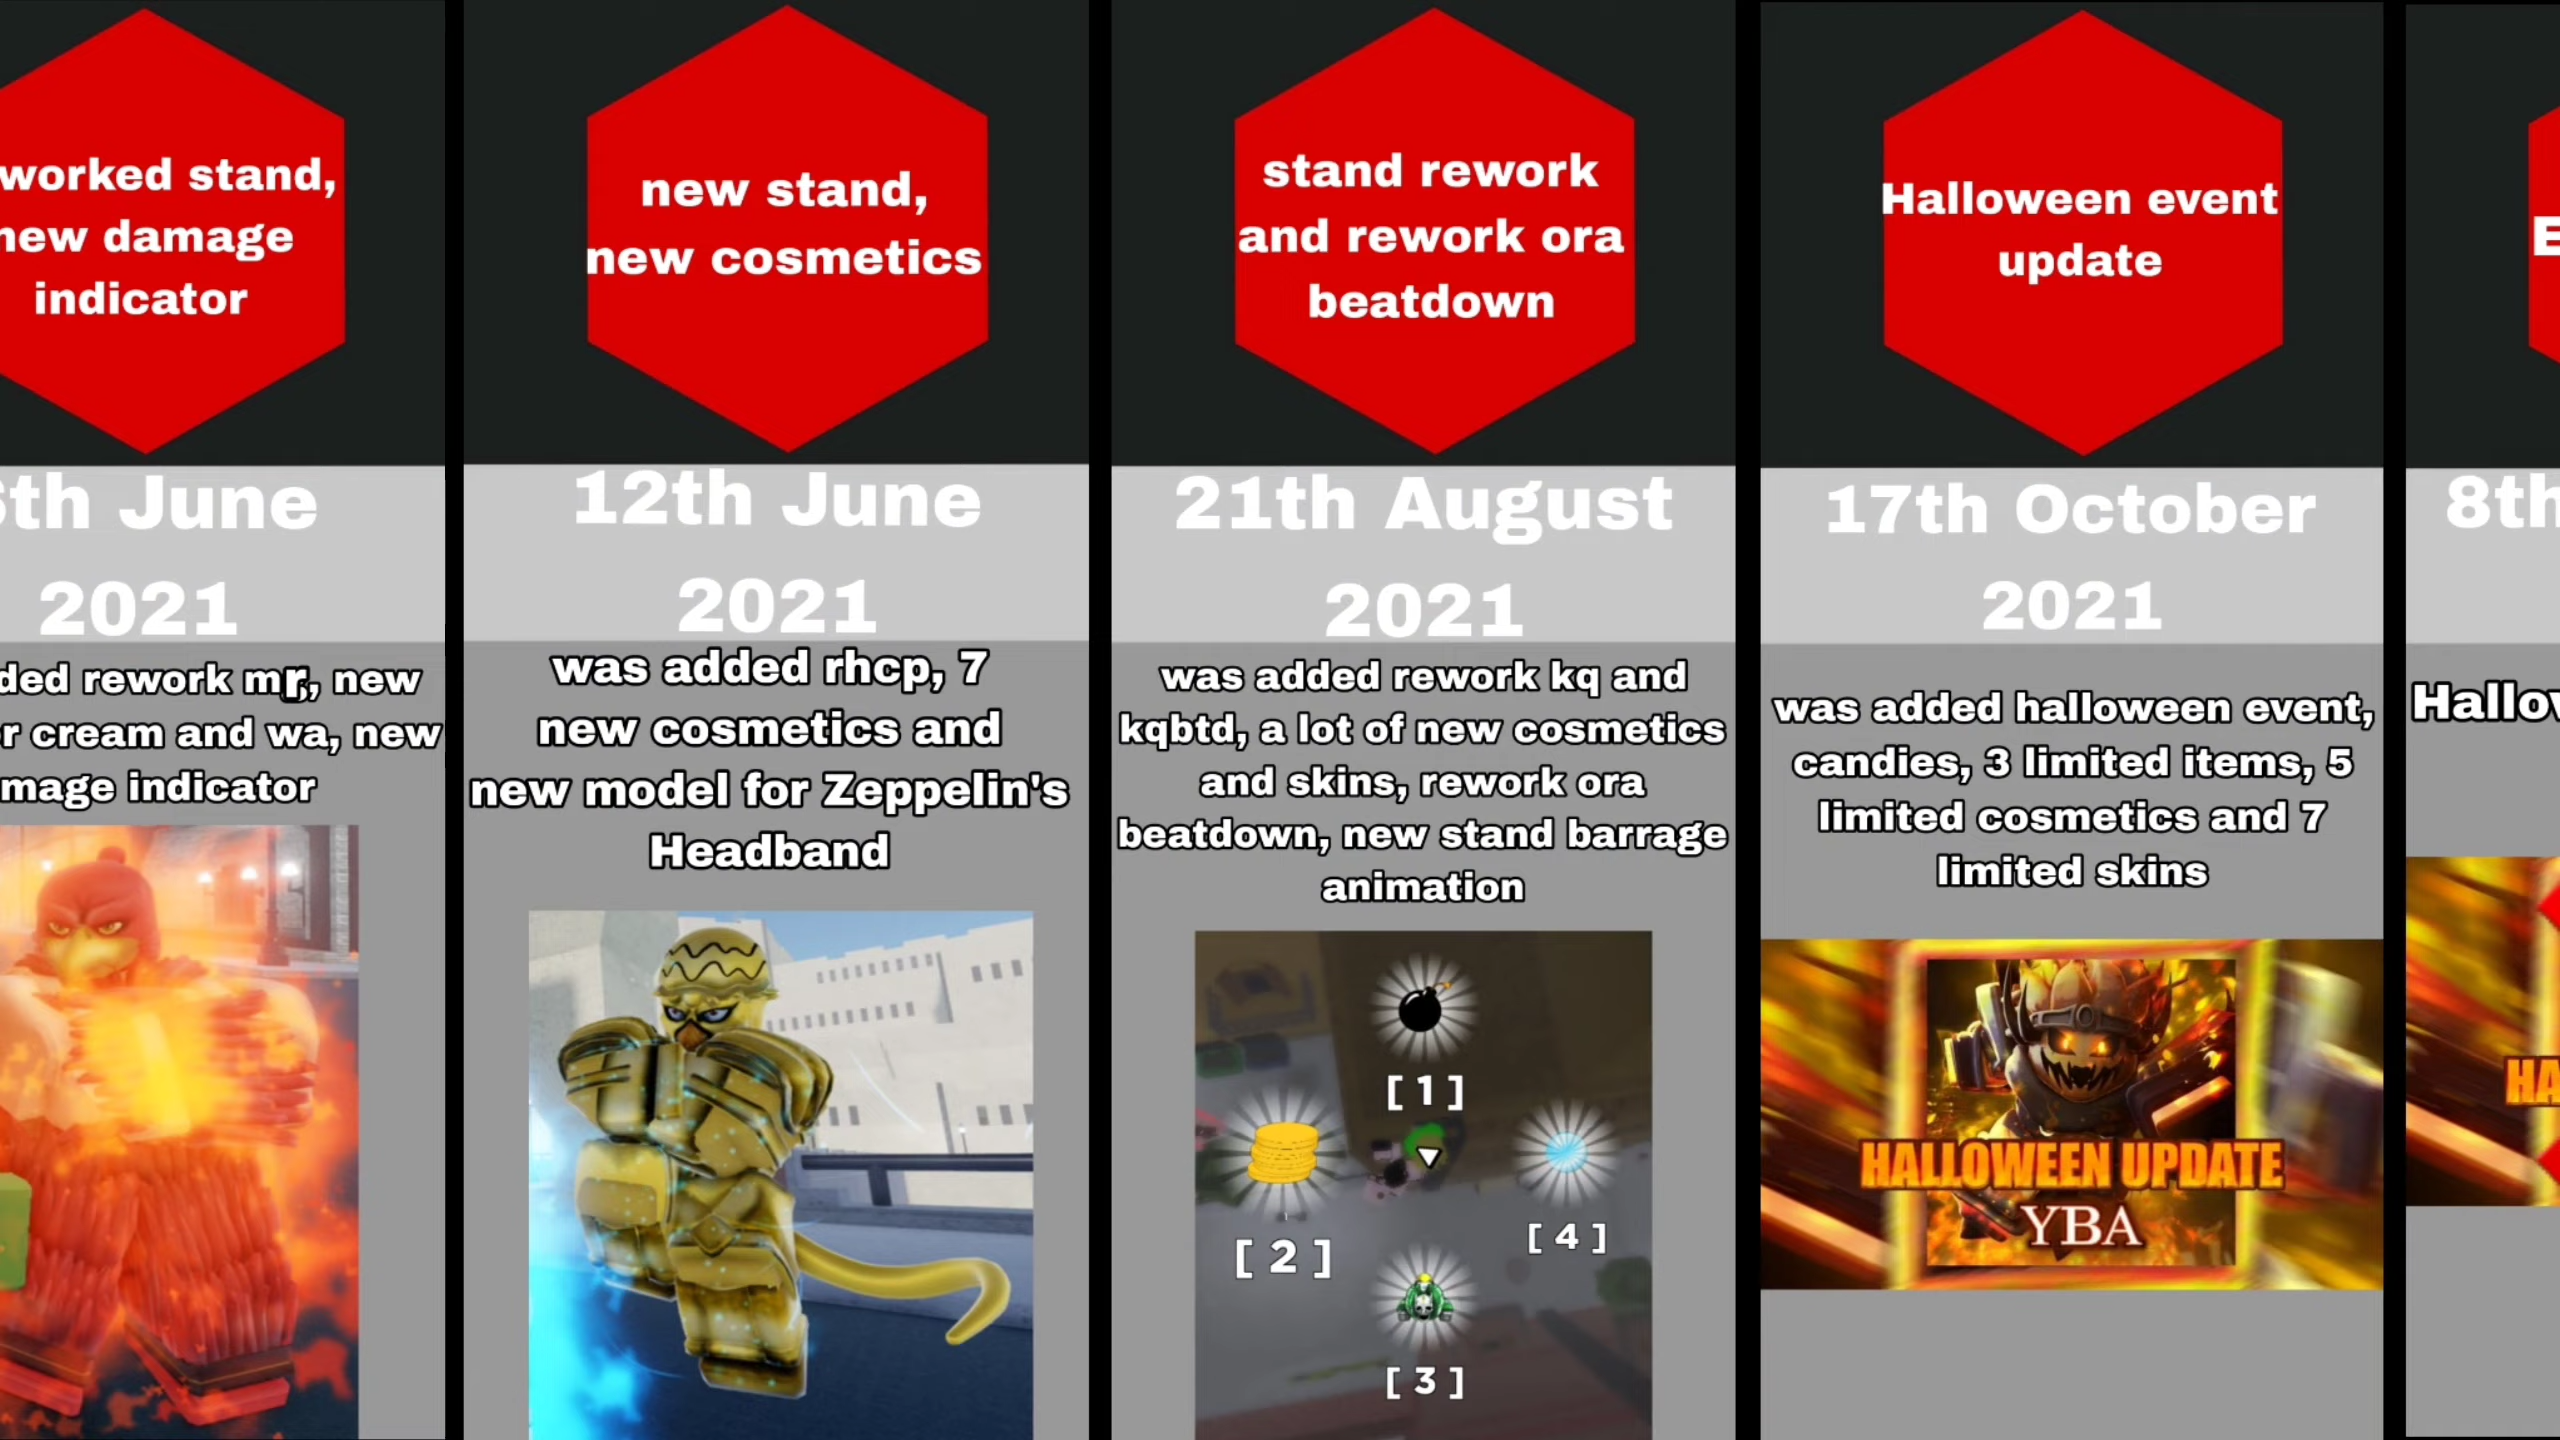 worked stand,
new damage
indicator
6th June
2021
rework mr, new
cream and wa, new
indicator
new stand,
new cosmetics
12th June
2021
was added rhcp, 7
new cosmetics and
new model for Zeppelin's
Headband
stand rework
and rework ora
beatdown
21th August
2021
was added rework kq and
kqbtd, a lot of new cosmetics
and skins, rework ora
beatdown, new stand barrage
animation
[ 1 ]
[ 2 ]
[ 4 ]
[ 3 ]
Halloween event
update
17th October
2021
was added halloween event,
candies, 3 limited items, 5
limited cosmetics and 7
limited skins
HALLOWEEN UPDATE
YBA
E
8th
Hallow
HA